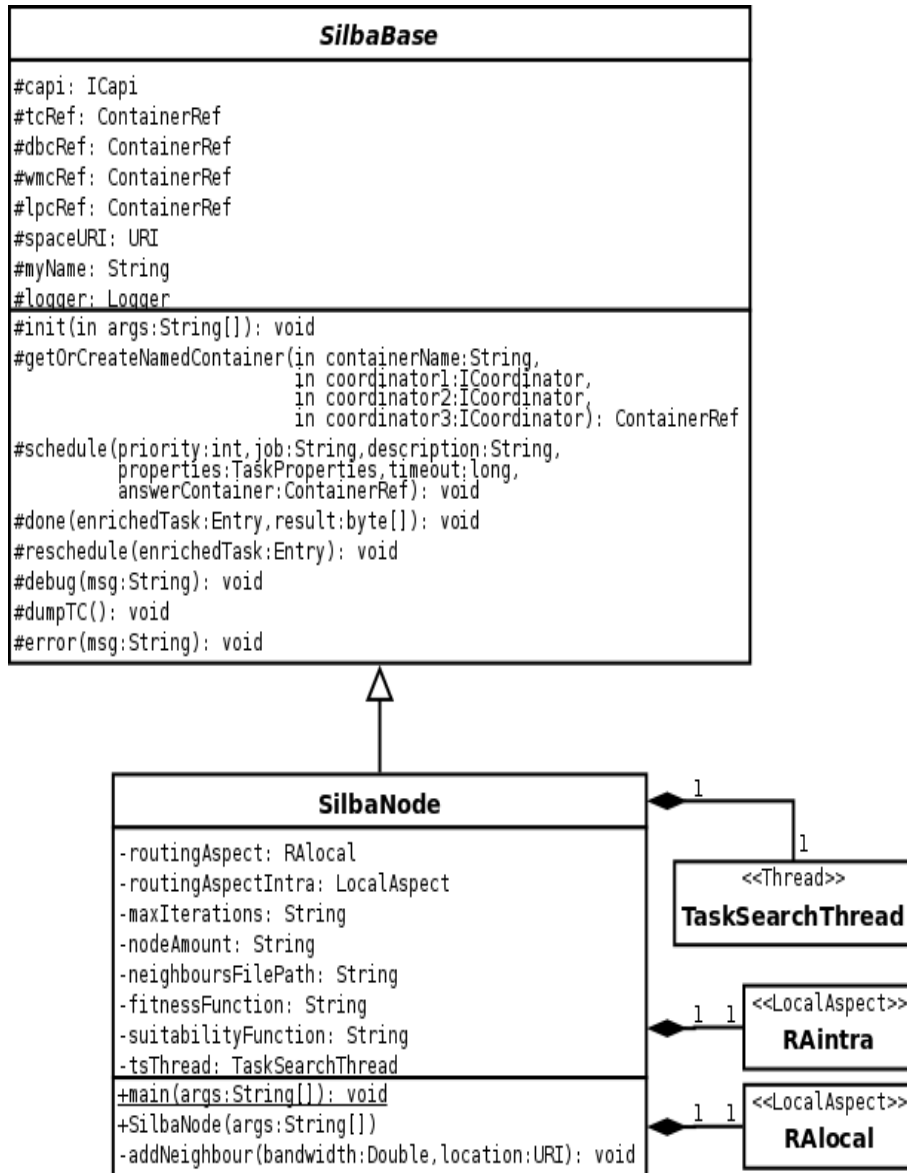 SilbaBase
#capi: ICapi
#tcRef: ContainerRef
#dbcRef: ContainerRef
#wmcRef: ContainerRef
#lpcRef: ContainerRef
#spaceURI: URI
#myName: String
#logger: Logger
#init(in args:String[]): void
#getOrCreateNamedContainer(in containerName:String,
in coordinator1:ICoordinator,
in coordinator2:ICoordinator,
in coordinator3:ICoordinator): ContainerRef
#schedule(priority:int,job:String,description:String,
properties:TaskProperties,timeout:long,
answerContainer:ContainerRef): void
#done(enrichedTask:Entry,result:byte[]): void
#reschedule(enrichedTask:Entry): void
#debug(msg:String): void
#dumpTC(): void
#error(msg:String): void
SilbaNode
-routingAspect: RAlocal
-routingAspectIntra: LocalAspect
-maxIterations: String
-nodeAmount: String
-neighboursFilePath: String
-fitnessFunction: String
-suitabilityFunction: String
-tsThread: TaskSearchThread
+main(args:String[]): void
+SilbaNode(args:String[])
-addNeighbour(bandwidth:Double,location:URI): void
1
1
<<Thread>>
TaskSearchThread
1 1
<<LocalAspect>>
RAintra
1 1
<<LocalAspect>>
RAlocal